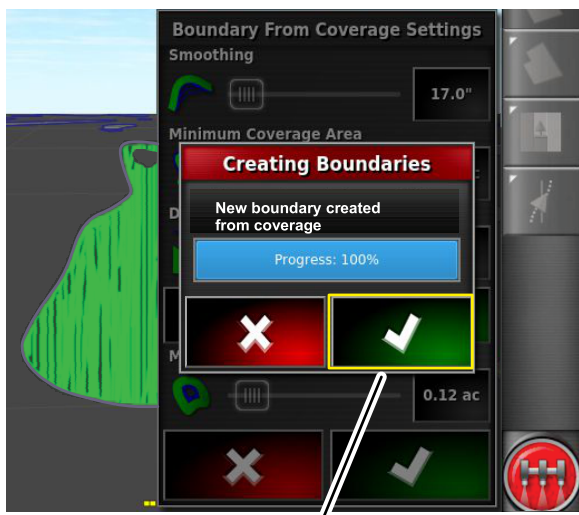 Boundary From Coverage Settings
Smoothing
17.0"
Minimum Coverage Area
Creating Boundaries
New boundary created
from coverage
Progress: 100%
0.12 ac